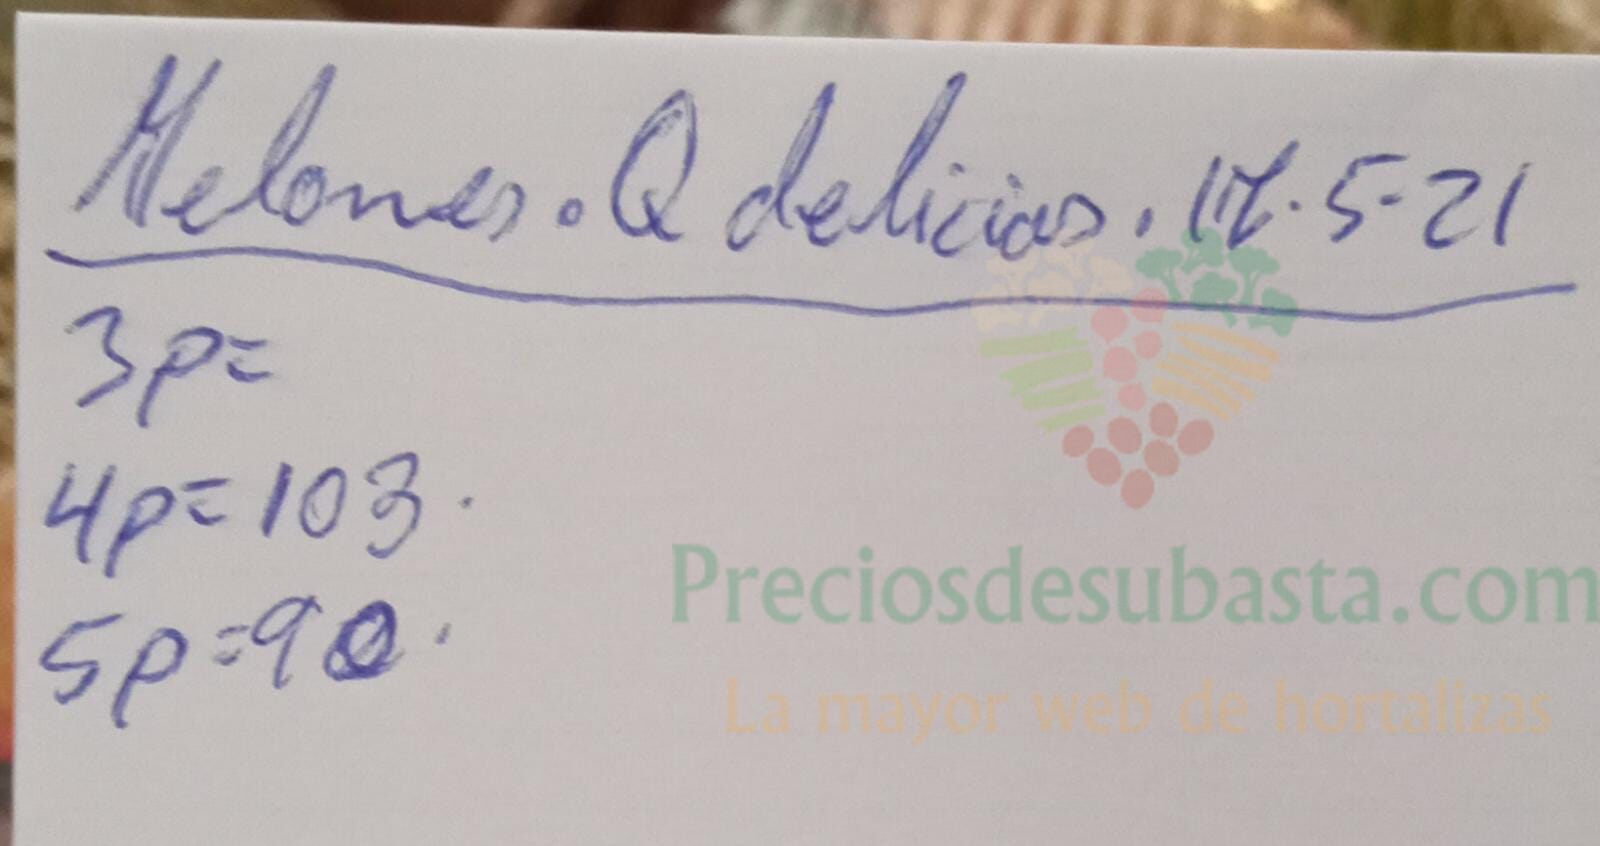 Melones. Q delicias. 17-5-21
3p=
4p= 103.
5p=90.
Preciosdesubasta.com
La mayor web de hortalizas